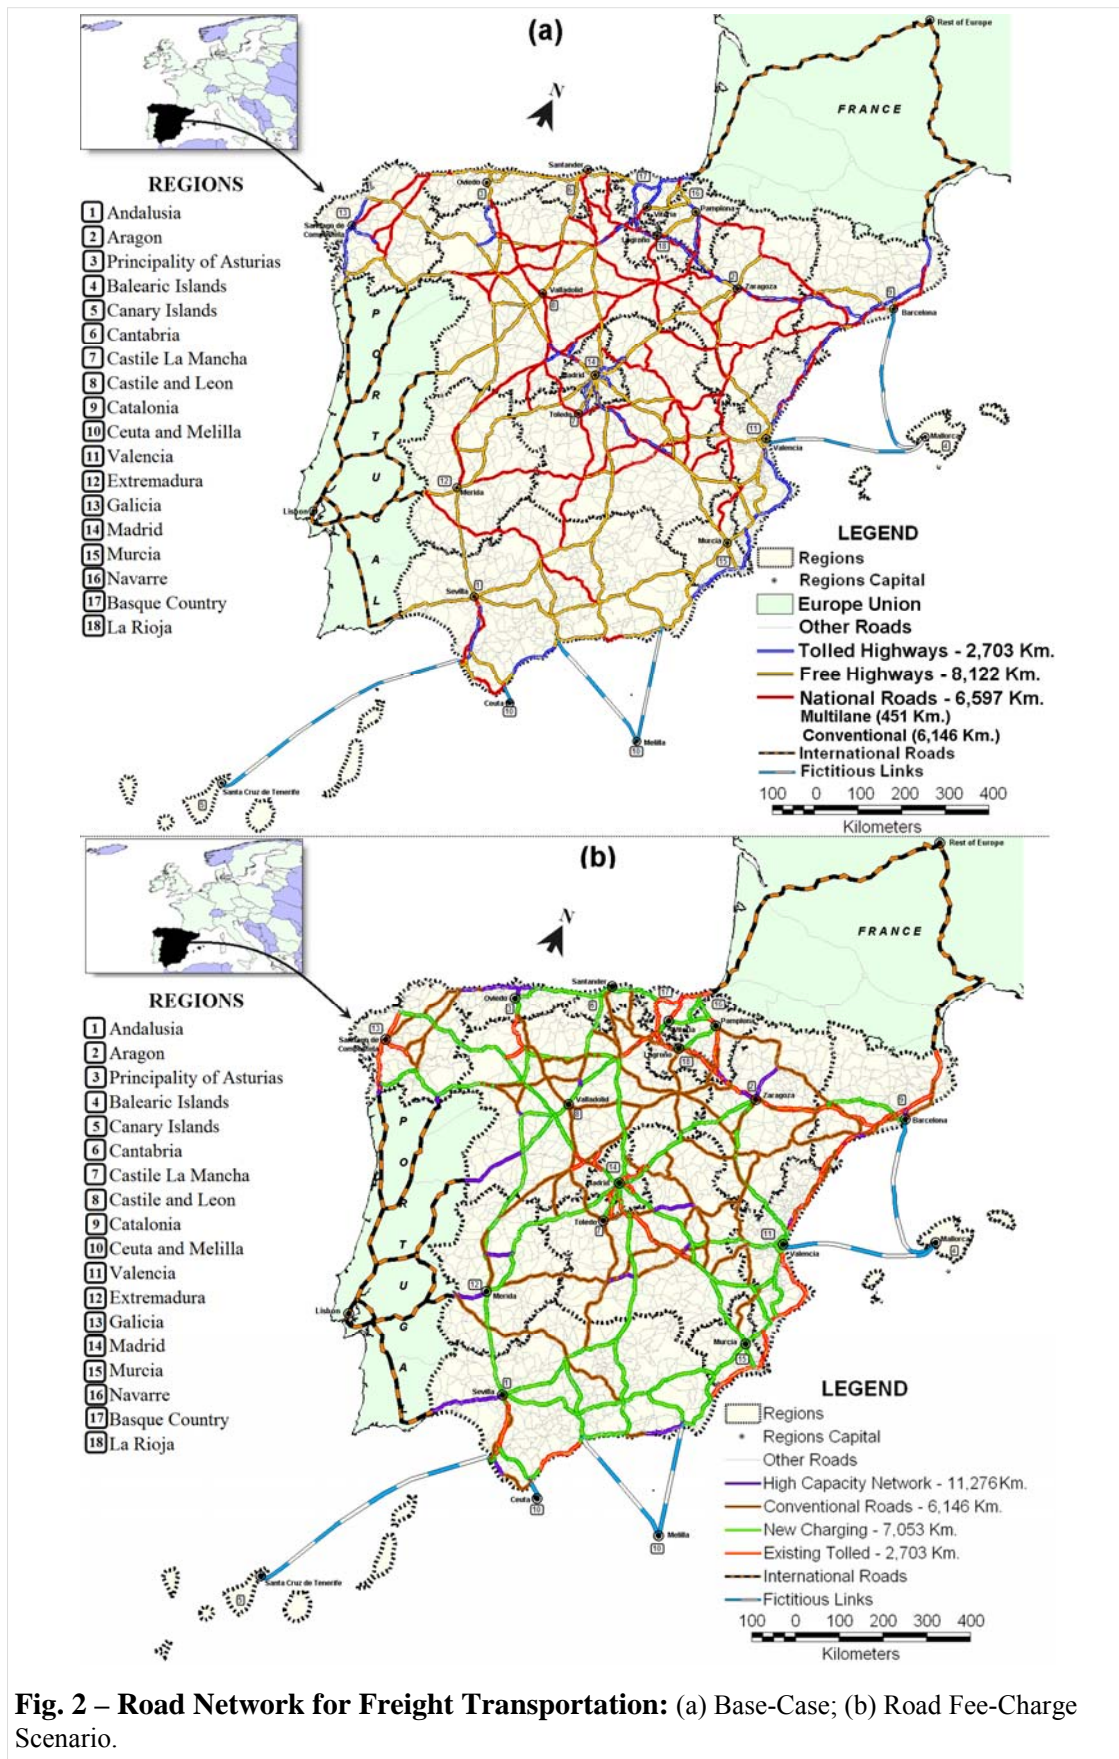 (a)
N
Rest of Europe
FRANCE
REGIONS
1 Andalusia
2 Aragon
3 Principality of Asturias
4 Balearic Islands
5 Canary Islands
6 Cantabria
7 Castile La Mancha
8 Castile and Leon
9 Catalonia
10 Ceuta and Melilla
11 Valencia
12 Extremadura
13 Galicia
14 Madrid
15 Murcia
16 Navarre
17 Basque Country
18 La Rioja
Santander
Oviedo
Santiago de
Compostela
Vitoria
Pamplona
Logroño
Zaragoza
Barcelona
Valladolid
Madrid
Toledo
Valencia
Mallorca
Merida
Lisbon
Murcia
Sevilla
Ceuta
Melilla
Santa Cruz de Tenerife
PORTUGAL
LEGEND
Regions
Regions Capital
Europe Union
Other Roads
Tolled Highways - 2,703 Km.
Free Highways - 8,122 Km.
National Roads - 6,597 Km.
Multilane (451 Km.)
Conventional (6,146 Km.)
International Roads
Fictitious Links
100 0 100 200 300 400
Kilometers
(b)
N
Rest of Europe
FRANCE
REGIONS
1 Andalusia
2 Aragon
3 Principality of Asturias
4 Balearic Islands
5 Canary Islands
6 Cantabria
7 Castile La Mancha
8 Castile and Leon
9 Catalonia
10 Ceuta and Melilla
11 Valencia
12 Extremadura
13 Galicia
14 Madrid
15 Murcia
16 Navarre
17 Basque Country
18 La Rioja
Santander
Oviedo
Santiago de
Compostela
Pamplona
Logroño
Zaragoza
Barcelona
Valladolid
Madrid
Toledo
Valencia
Mallorca
Merida
Lisbon
Murcia
Sevilla
Ceuta
Melilla
Santa Cruz de Tenerife
PORTUGA
LEGEND
Regions
Regions Capital
Other Roads
High Capacity Network - 11,276Km.
Conventional Roads - 6,146 Km.
New Charging - 7,053 Km.
Existing Tolled - 2,703 Km.
International Roads
Fictitious Links
100 0 100 200 300 400
Kilometers
Fig. 2 – Road Network for Freight Transportation: (a) Base-Case; (b) Road Fee-Charge
Scenario.